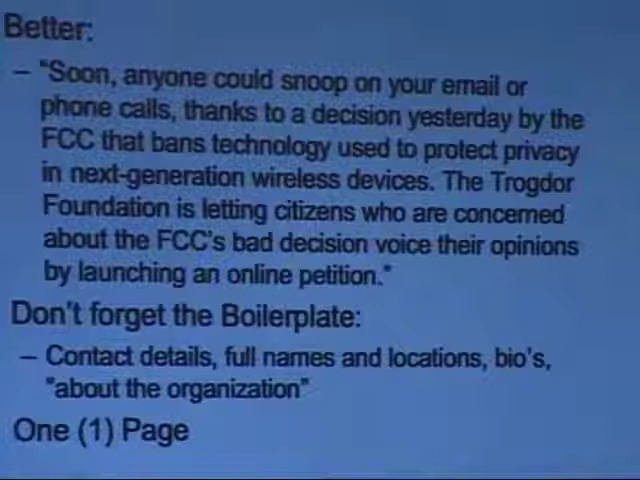 Better:
– "Soon, anyone could snoop on your email or
phone calls, thanks to a decision yesterday by the
FCC that bans technology used to protect privacy
in next-generation wireless devices. The Trogdor
Foundation is letting citizens who are concerned
about the FCC's bad decision voice their opinions
by launching an online petition."
Don't forget the Boilerplate:
– Contact details, full names and locations, bio's,
"about the organization"
One (1) Page